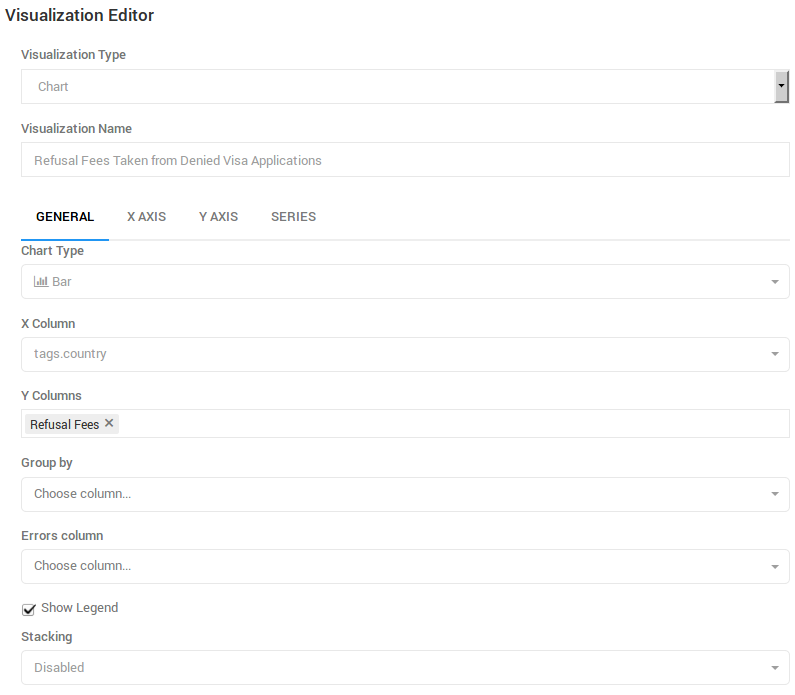 Visualization Editor
Visualization Type
Chart
Visualization Name
Refusal Fees Taken from Denied Visa Applications
GENERAL X AXIS Y AXIS SERIES
Chart Type
Bar
X Column
tags.country
Y Columns
Refusal Fees ×
Group by
Choose column...
Errors column
Choose column...
Show Legend
Stacking
Disabled